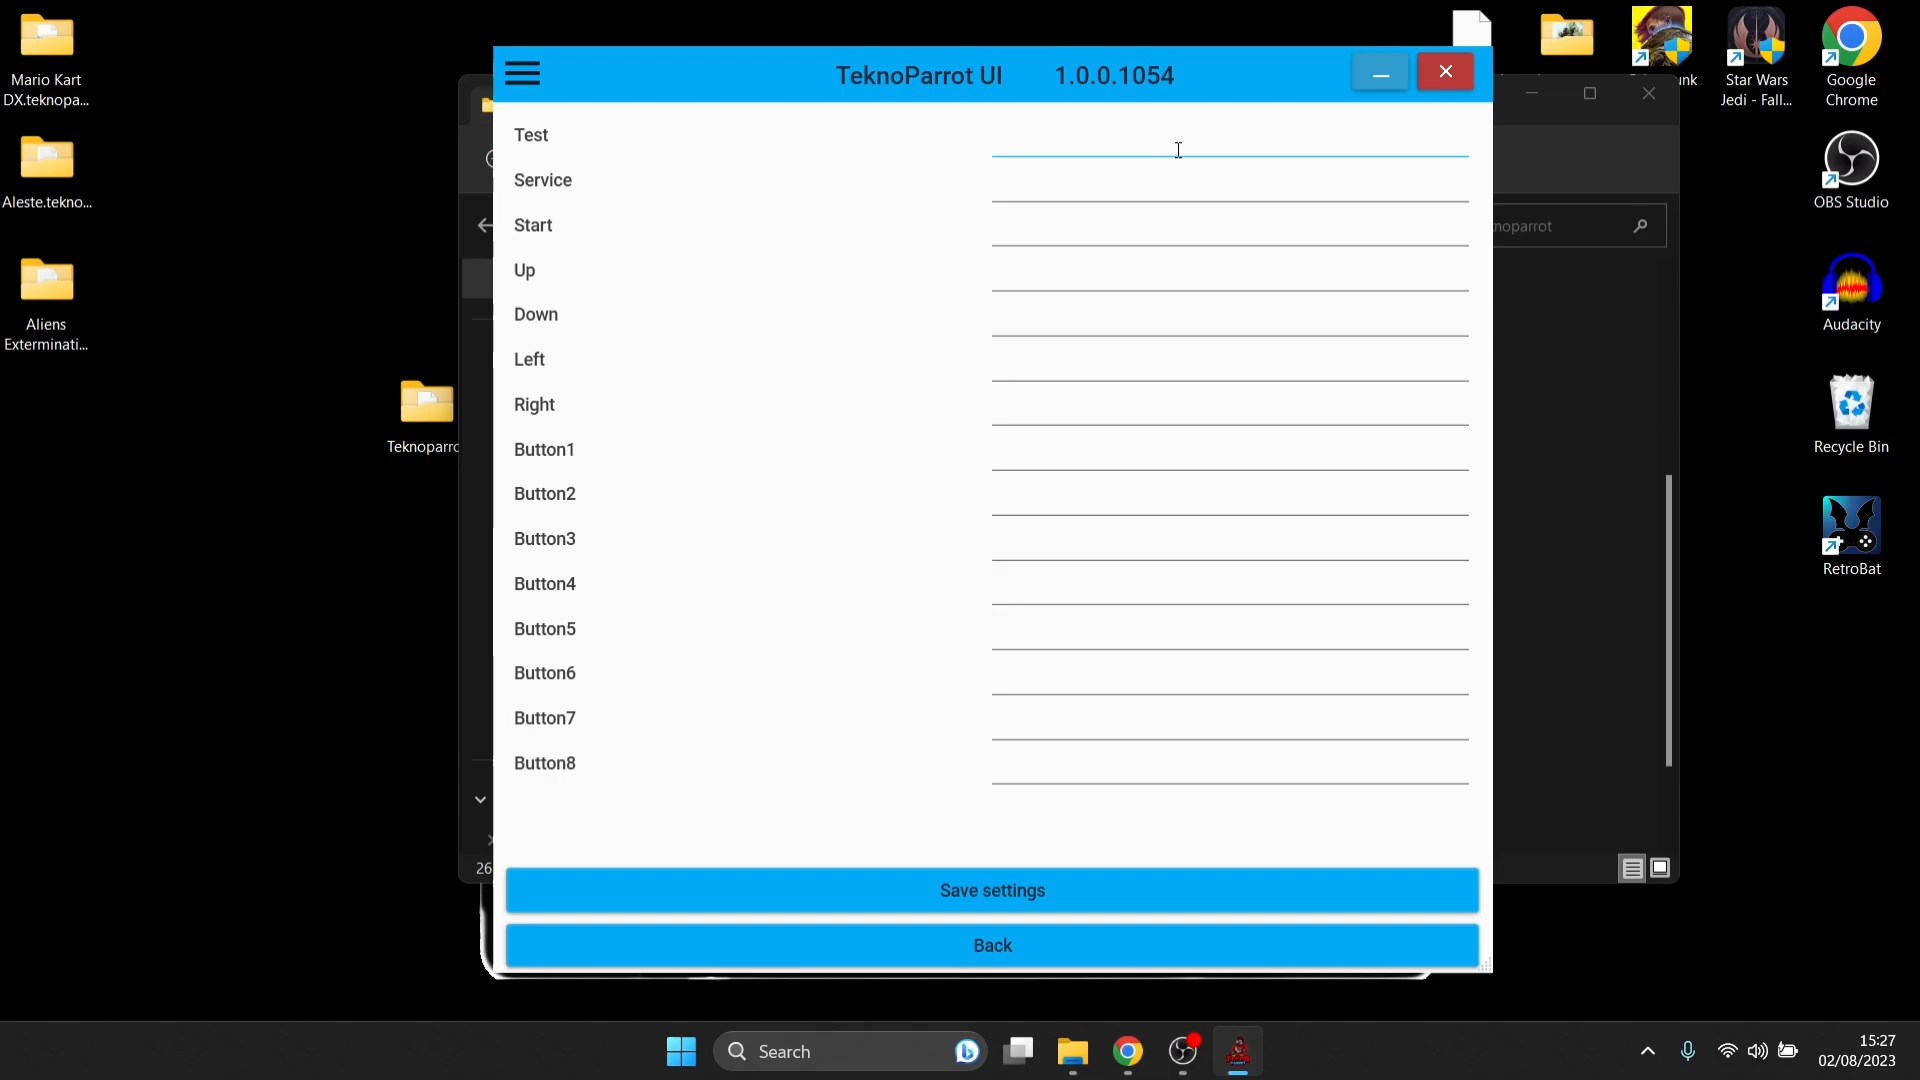 Mario Kart
DX.teknopa...
Aleste.tekno...
Aliens
Exterminati...
Teknoparro
TeknoParrot UI 1.0.0.1054
Test
Service
Start
Up
Down
Left
Right
Button1
Button2
Button3
Button4
Button5
Button6
Button7
Button8
Save settings
Back
noparrot
26
unk
Star Wars
Jedi - Fall...
Google
Chrome
OBS Studio
Audacity
Recycle Bin
RetroBat
Search
15:27
02/08/2023